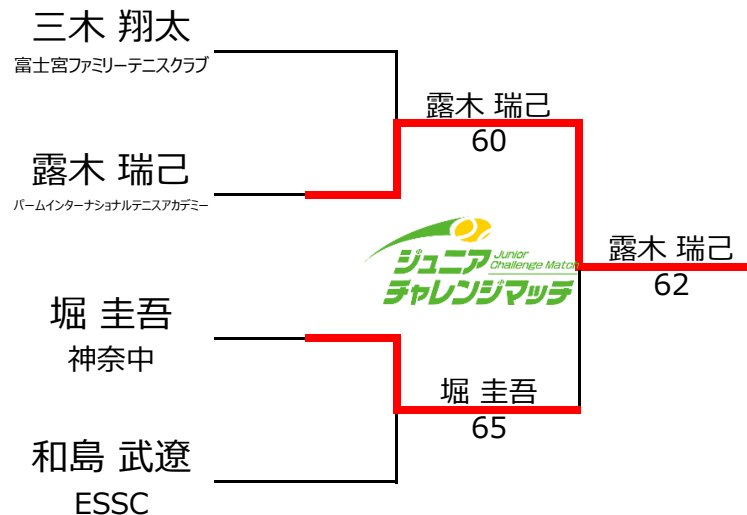 三木 翔太
富士宮ファミリーテニスクラブ
露木 瑞己
60
露木 瑞己
パームインターナショナルテニスアカデミー
ジュニア Junior Challenge Match
チャレンジマッチ
露木 瑞己
62
堀 圭吾
神奈中
堀 圭吾
65
和島 武遼
ESSC